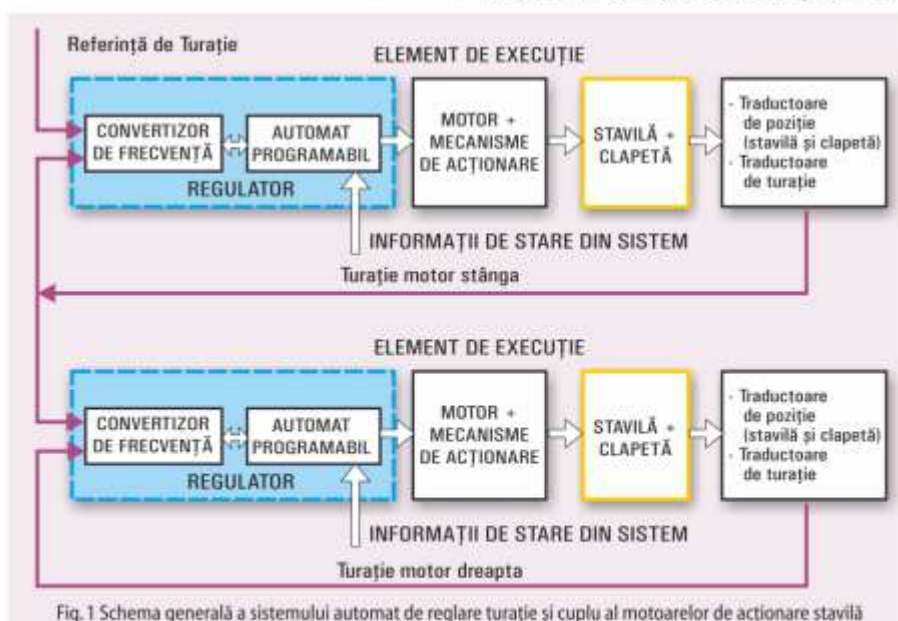 Referință de Turație
ELEMENT DE EXECUȚIE
CONVERTIZOR
DE FRECVENȚĂ
AUTOMAT
PROGRAMABIL
REGULATOR
MOTOR +
MECANISME
DE ACȚIONARE
STAVILĂ +
CLAPETĂ
- Traductoare
de poziție
(stavilă și clapetă)
- Traductoare
de turație
INFORMAȚII DE STARE DIN SISTEM
Turație motor stânga
ELEMENT DE EXECUȚIE
CONVERTIZOR
DE FRECVENȚĂ
AUTOMAT
PROGRAMABIL
REGULATOR
MOTOR +
MECANISME
DE ACȚIONARE
STAVILĂ +
CLAPETĂ
- Traductoare
de poziție
(stavilă și clapetă)
- Traductoare
de turație
INFORMAȚII DE STARE DIN SISTEM
Turație motor dreapta
Fig. 1 Schema generală a sistemului automat de reglare turație și cuplu al motoarelor de acționare stavilă